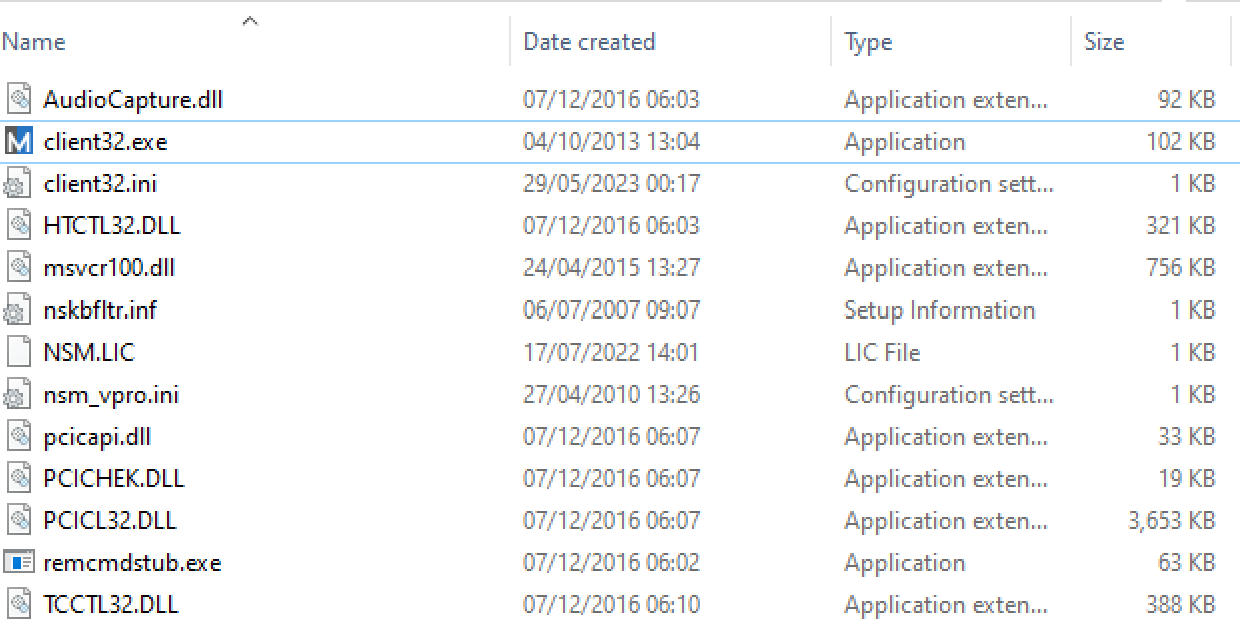 Name Date created Type Size
AudioCapture.dll 07/12/2016 06:03 Application exten... 92 KB
client32.exe 04/10/2013 13:04 Application 102 KB
client32.ini 29/05/2023 00:17 Configuration sett... 1 KB
HTCTL32.DLL 07/12/2016 06:03 Application exten... 321 KB
msvcr100.dll 24/04/2015 13:27 Application exten... 756 KB
nskbfltr.inf 06/07/2007 09:07 Setup Information 1 KB
NSM.LIC 17/07/2022 14:01 LIC File 1 KB
nsm_vpro.ini 27/04/2010 13:26 Configuration sett... 1 KB
pcicapi.dll 07/12/2016 06:07 Application exten... 33 KB
PCICHEK.DLL 07/12/2016 06:07 Application exten... 19 KB
PCICL32.DLL 07/12/2016 06:07 Application exten... 3,653 KB
remcmdstub.exe 07/12/2016 06:02 Application 63 KB
TCCTL32.DLL 07/12/2016 06:10 Application exten... 388 KB